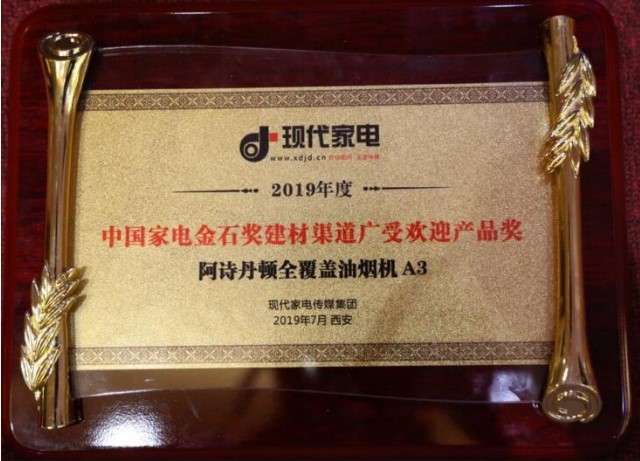 现代家电
www.xdjd.cn
2019年度
中国家电金石奖建材渠道广受欢迎产品奖
阿诗丹顿全覆盖油烟机 A3
现代家电传媒集团
2019年7月 西安